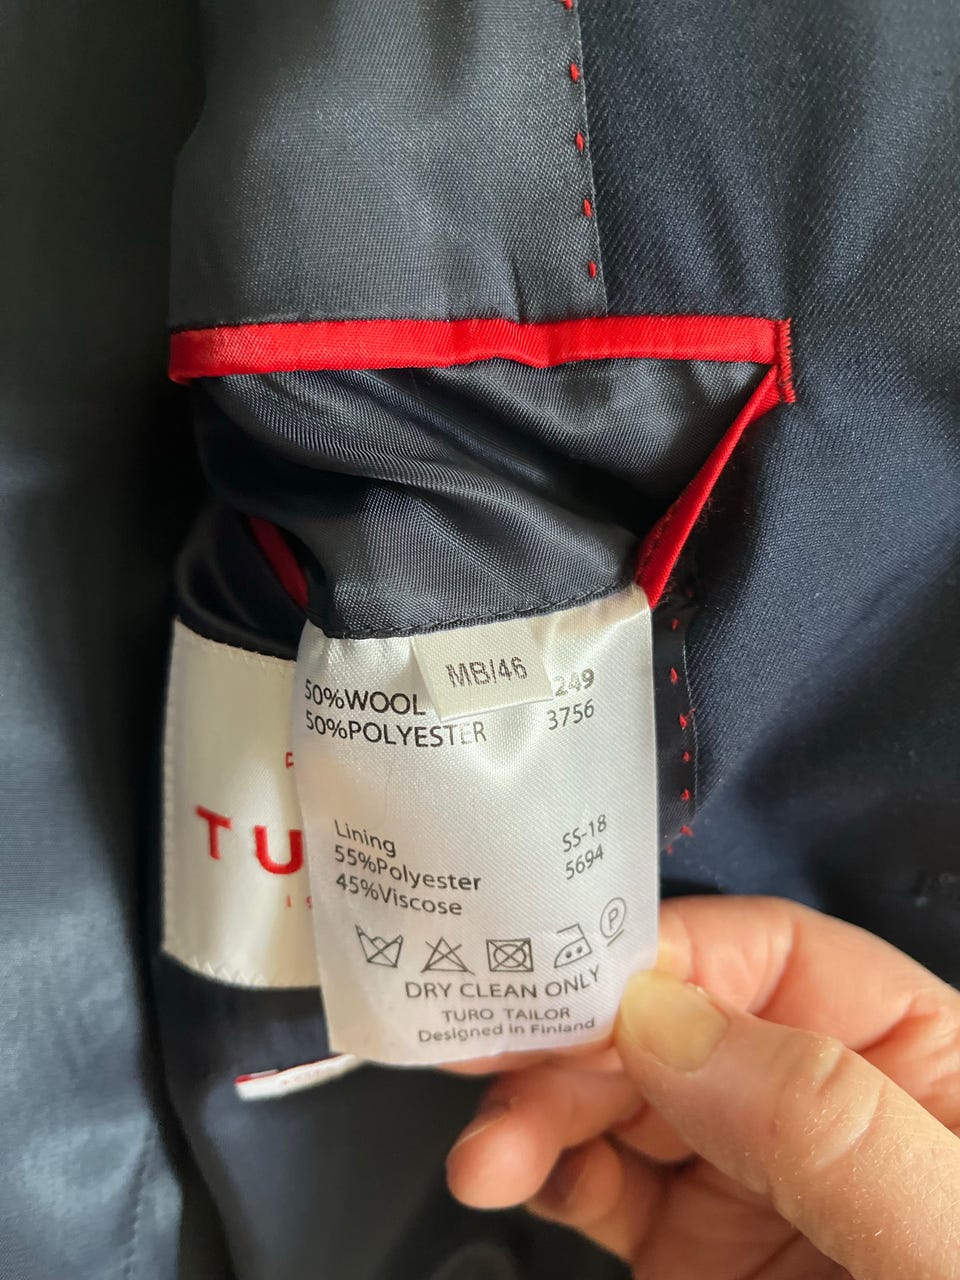 MB/46
50%WOOL 249
50%POLYESTER 3756
Lining SS-18
55%Polyester 5694
45%Viscose
P
DRY CLEAN ONLY
TURO TAILOR
Designed in Finland
TU